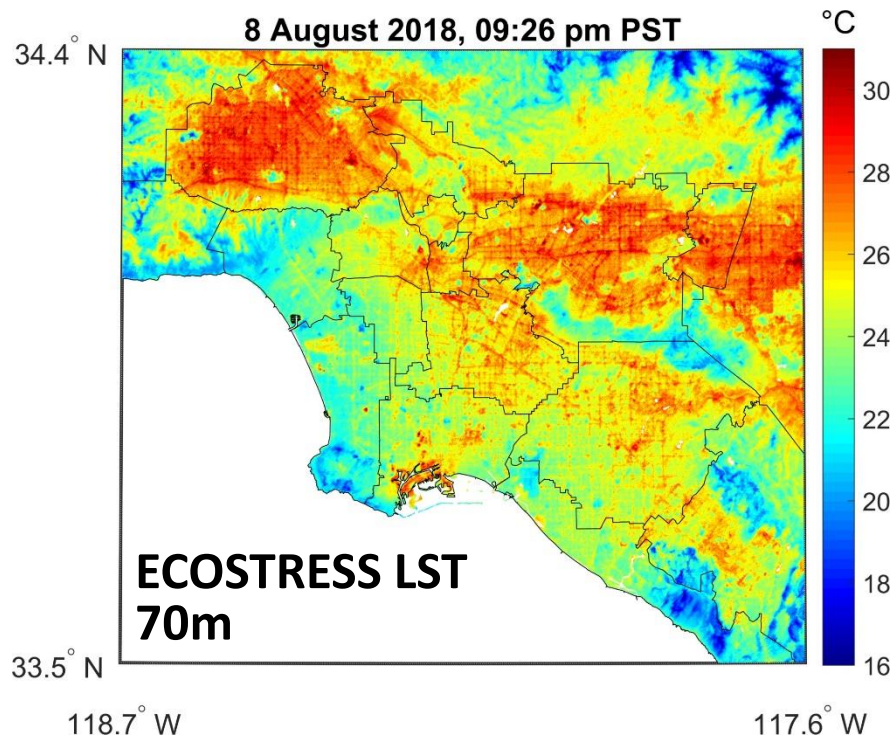 8 August 2018, 09:26 pm PST
°C
34.4° N
30
28
26
24
22
20
18
16
ECOSTRESS LST
70m
33.5° N
118.7° W
117.6° W